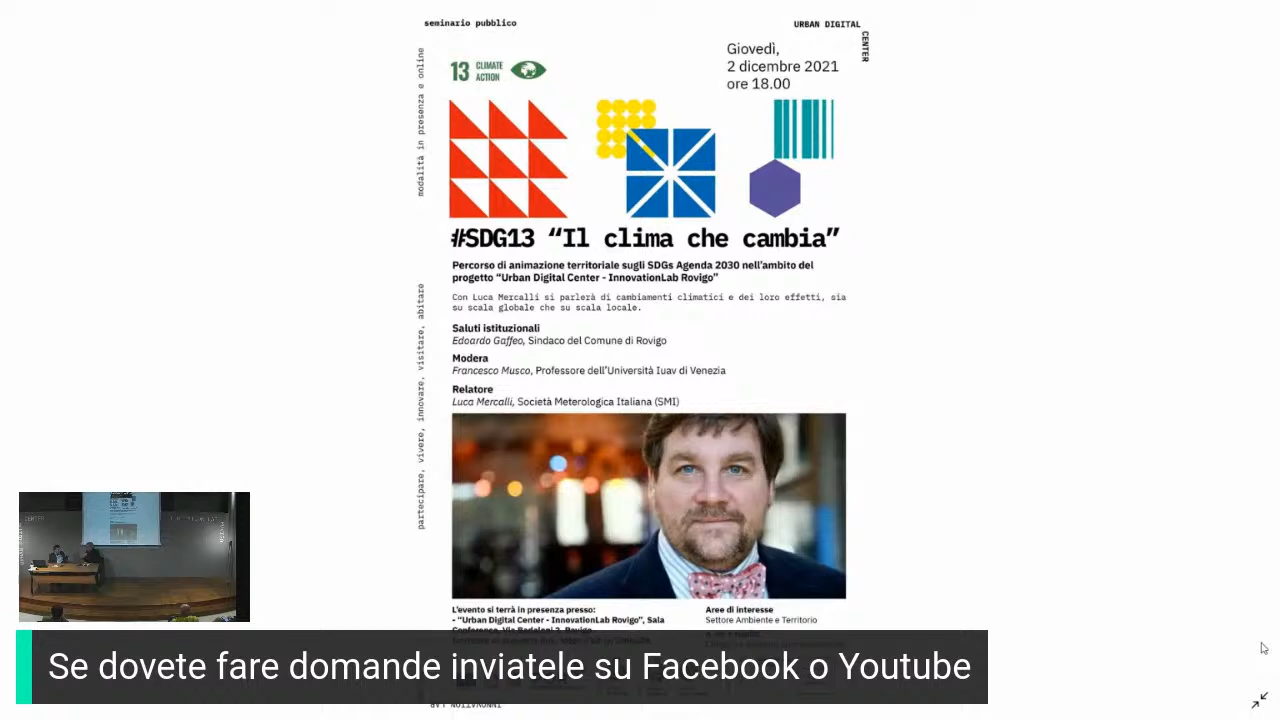 seminario pubblico
URBAN DIGITAL
CENTER
modalità in presenza e online
13 CLIMATE
ACTION
Giovedì,
2 dicembre 2021
ore 18.00
#SDG13 “Il clima che cambia”
Percorso di animazione territoriale sugli SDGs Agenda 2030 nell’ambito del
progetto “Urban Digital Center - InnovationLab Rovigo”
Con Luca Mercalli si parlerà di cambiamenti climatici e dei loro effetti, sia
su scala globale che su scala locale.
partecipare, vivere, innovare, visitare, abitare
Saluti istituzionali
Edoardo Gaffeo, Sindaco del Comune di Rovigo
Modera
Francesco Musco, Professore dell’Università Iuav di Venezia
Relatore
Luca Mercalli, Società Meterologica Italiana (SMI)
L’evento si terrà in presenza presso:
- “Urban Digital Center - InnovationLab Rovigo”, Sala
Aree di interesse
Settore Ambiente e Territorio
Se dovete fare domande inviatele su Facebook o Youtube